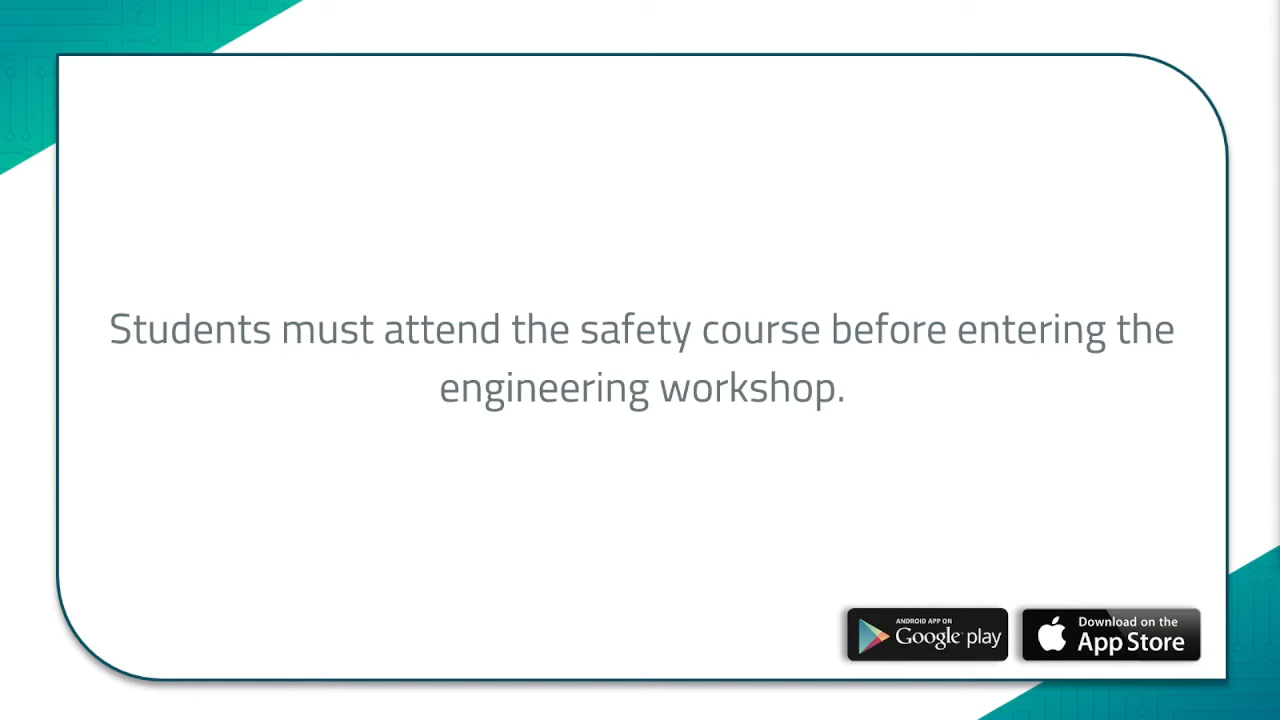 Students must attend the safety course before entering the
engineering workshop.
ANDROID APP ON
Google play
Download on the
App Store